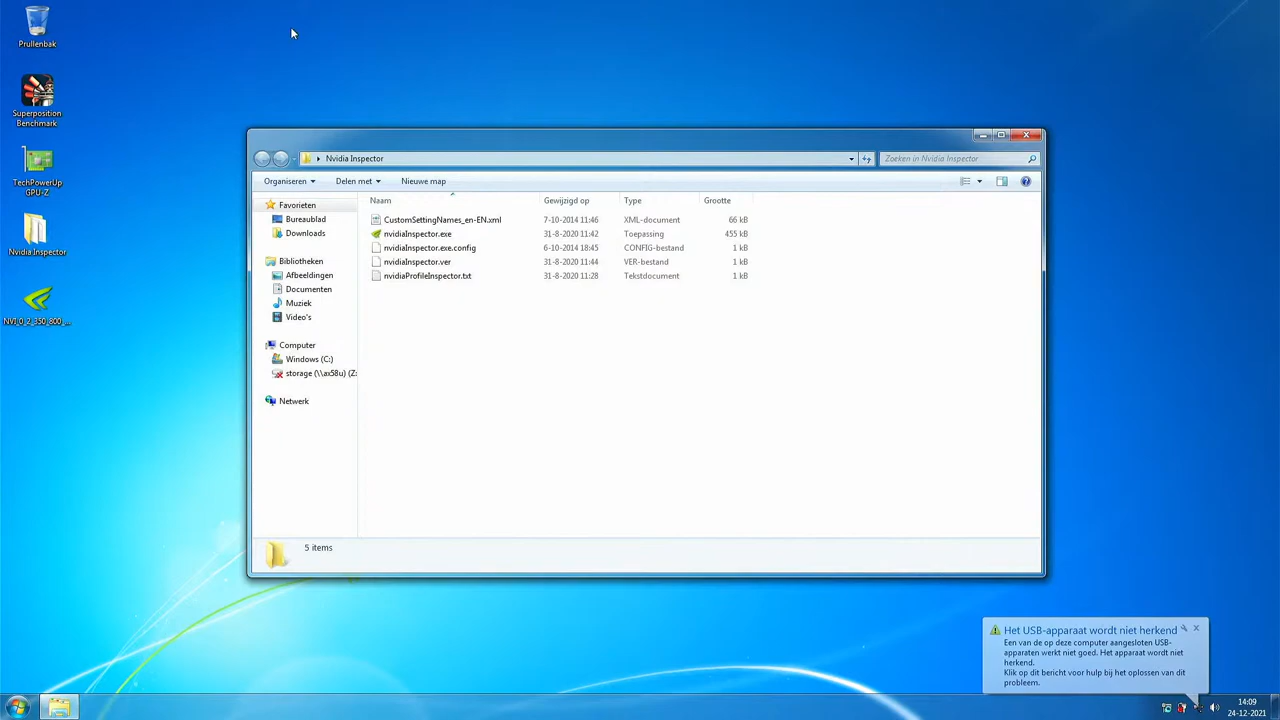 Prullenbak
Superposition
Benchmark
TechPowerUp
GPU-Z
Nvidia Inspector
NVI_0_2_350_800_...
Nvidia Inspector
Zoeken in Nvidia Inspector
Organiseren
Delen met
Nieuwe map
Favorieten
Bureaublad
Downloads
Bibliotheken
Afbeeldingen
Documenten
Muziek
Video's
Computer
Windows (C:)
storage (\\ax58u) (Z:
Netwerk
Naam Gewijzigd op Type Grootte
CustomSettingNames_en-EN.xml 7-10-2014 11:46 XML-document 66 kB
nvidiaInspector.exe 31-8-2020 11:42 Toepassing 455 kB
nvidiaInspector.exe.config 6-10-2014 18:45 CONFIG-bestand 1 kB
nvidiaInspector.ver 31-8-2020 11:44 VER-bestand 1 kB
nvidiaProfileInspector.txt 31-8-2020 11:28 Tekstdocument 1 kB
5 items
Het USB-apparaat wordt niet herkend
Een van de op deze computer aangesloten USB-
apparaten werkt niet goed. Het apparaat wordt niet
herkend.
Klik op dit bericht voor hulp bij het oplossen van dit
probleem.
14:09
24-12-2021